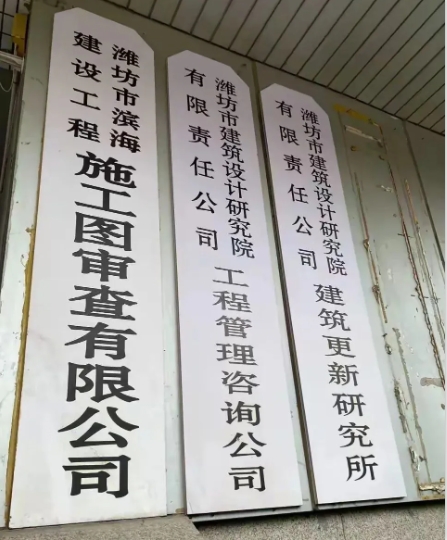 潍坊市滨海
建设工程
施工图审查有限公司
潍坊市建筑设计研究院
有限责任公司
工程管理咨询公司
潍坊市建筑设计研究院
有限责任公司
建筑更新研究所